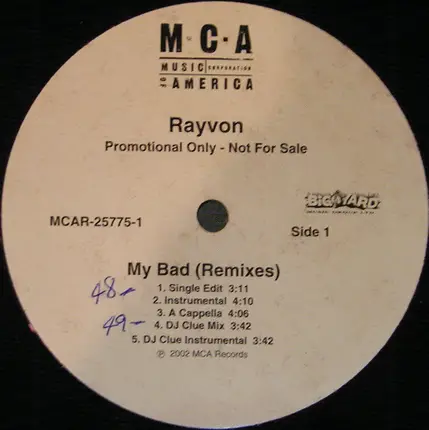 M·C·A
MUSIC CORPORATION
OF AMERICA
Rayvon
Promotional Only - Not For Sale
BIG YARD
MCAR-25775-1
Side 1
My Bad (Remixes)
1. Single Edit 3:11
48- 2. Instrumental 4:10
3. A Cappella 4:06
49- 4. DJ Clue Mix 3:42
5. DJ Clue Instrumental 3:42
℗ 2002 MCA Records